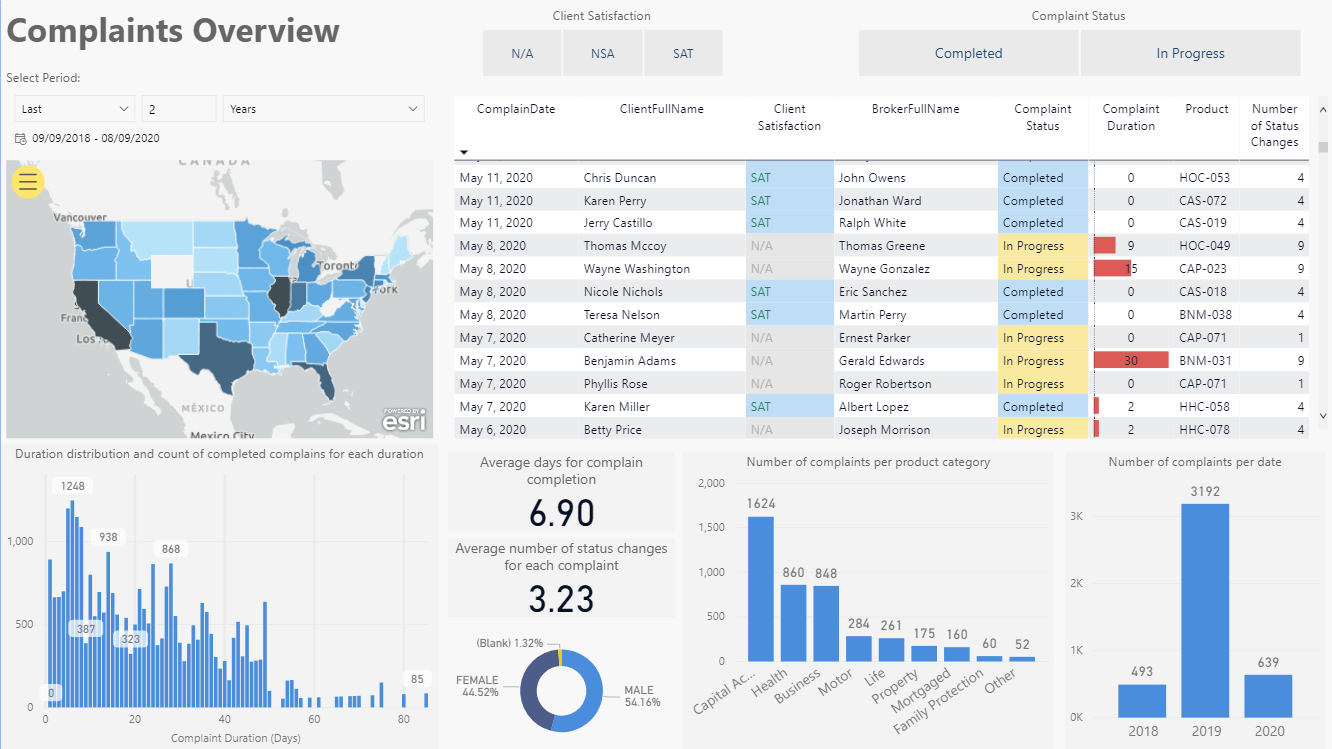 Complaints Overview
Select Period:
Last 2 Years
09/09/2018 - 08/09/2020
Client Satisfaction
N/A NSA SAT
Complaint Status
Completed In Progress
CANADA
Vancouver
Toronto
York
MÉXICO
Mexico City
POWERED BY
esri
ComplainDate ClientFullName Client Satisfaction BrokerFullName Complaint Status Complaint Duration Product Number of Status Changes
May 11, 2020 Chris Duncan SAT John Owens Completed 0 HOC-053 4
May 11, 2020 Karen Perry SAT Jonathan Ward Completed 0 CAS-072 4
May 11, 2020 Jerry Castillo SAT Ralph White Completed 0 CAS-019 4
May 8, 2020 Thomas Mccoy N/A Thomas Greene In Progress 9 HOC-049 9
May 8, 2020 Wayne Washington N/A Wayne Gonzalez In Progress 15 CAP-023 9
May 8, 2020 Nicole Nichols SAT Eric Sanchez Completed 0 CAS-018 4
May 8, 2020 Teresa Nelson SAT Martin Perry Completed 0 BNM-038 4
May 7, 2020 Catherine Meyer N/A Ernest Parker In Progress 0 CAP-071 1
May 7, 2020 Benjamin Adams N/A Gerald Edwards In Progress 30 BNM-031 9
May 7, 2020 Phyllis Rose N/A Roger Robertson In Progress 0 CAP-071 1
May 7, 2020 Karen Miller SAT Albert Lopez Completed 2 HHC-058 4
May 6, 2020 Betty Price N/A Joseph Morrison In Progress 2 HHC-078 4
Duration distribution and count of completed complains for each duration
1248
938
868
387
323
0
85
1,000
500
0
0 20 40 60 80
Complaint Duration (Days)
Average days for complain
completion
6.90
Average number of status changes
for each complaint
3.23
(Blank) 1.32%
FEMALE
44.52%
MALE
54.16%
Number of complaints per product category
2,000
1,500
1,000
500
0
1624 860 848 284 261 175 160 60 52
Capital Ac... Health Business Motor Life Property Mortgaged Family Protection Other
Number of complaints per date
3K
2K
1K
0K
493 3192 639
2018 2019 2020